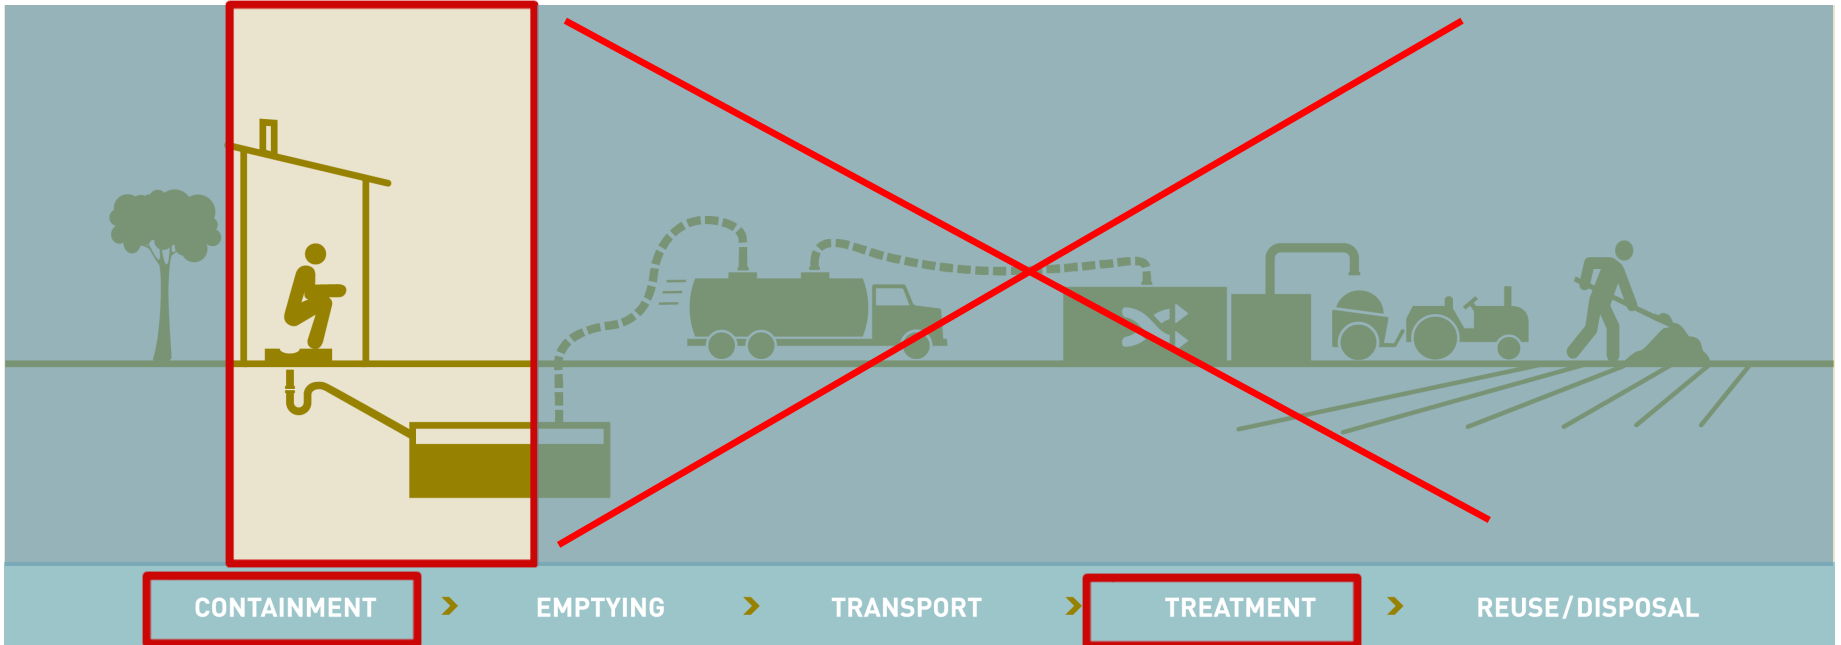 CONTAINMENT > EMPTYING > TRANSPORT > TREATMENT > REUSE/DISPOSAL